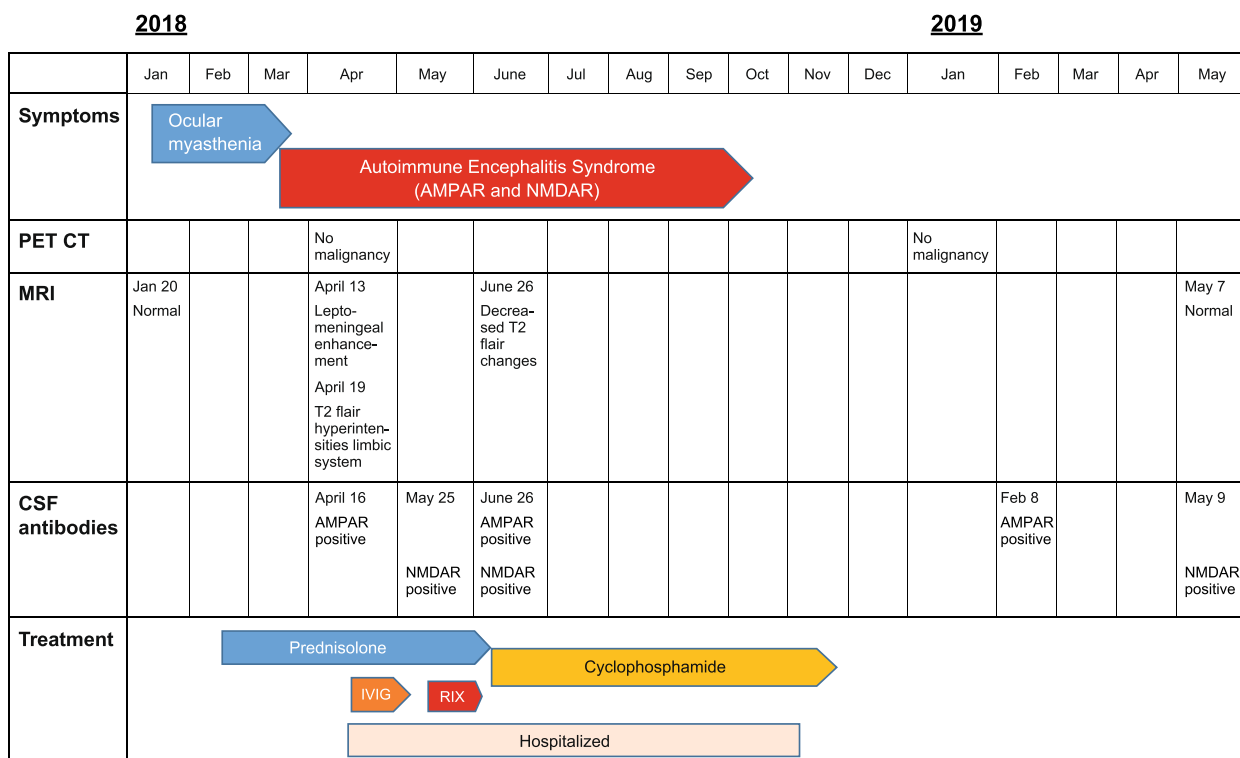 2018
2019
Jan
Feb
Mar
Apr
May
June
Jul
Aug
Sep
Oct
Nov
Dec
Jan
Feb
Mar
Apr
May
Symptoms
Ocular
myasthenia
Autoimmune Encephalitis Syndrome
(AMPAR and NMDAR)
PET CT
No
malignancy
No
malignancy
MRI
Jan 20
Normal
April 13
Lepto-
meningeal
enhance-
ment
April 19
T2 flair
hyperinten-
sities limbic
system
June 26
Decrea-
sed T2
flair
changes
May 7
Normal
CSF
antibodies
April 16
AMPAR
positive
May 25
NMDAR
positive
June 26
AMPAR
positive
NMDAR
positive
Feb 8
AMPAR
positive
May 9
NMDAR
positive
Treatment
Prednisolone
Cyclophosphamide
IVIG
RIX
Hospitalized